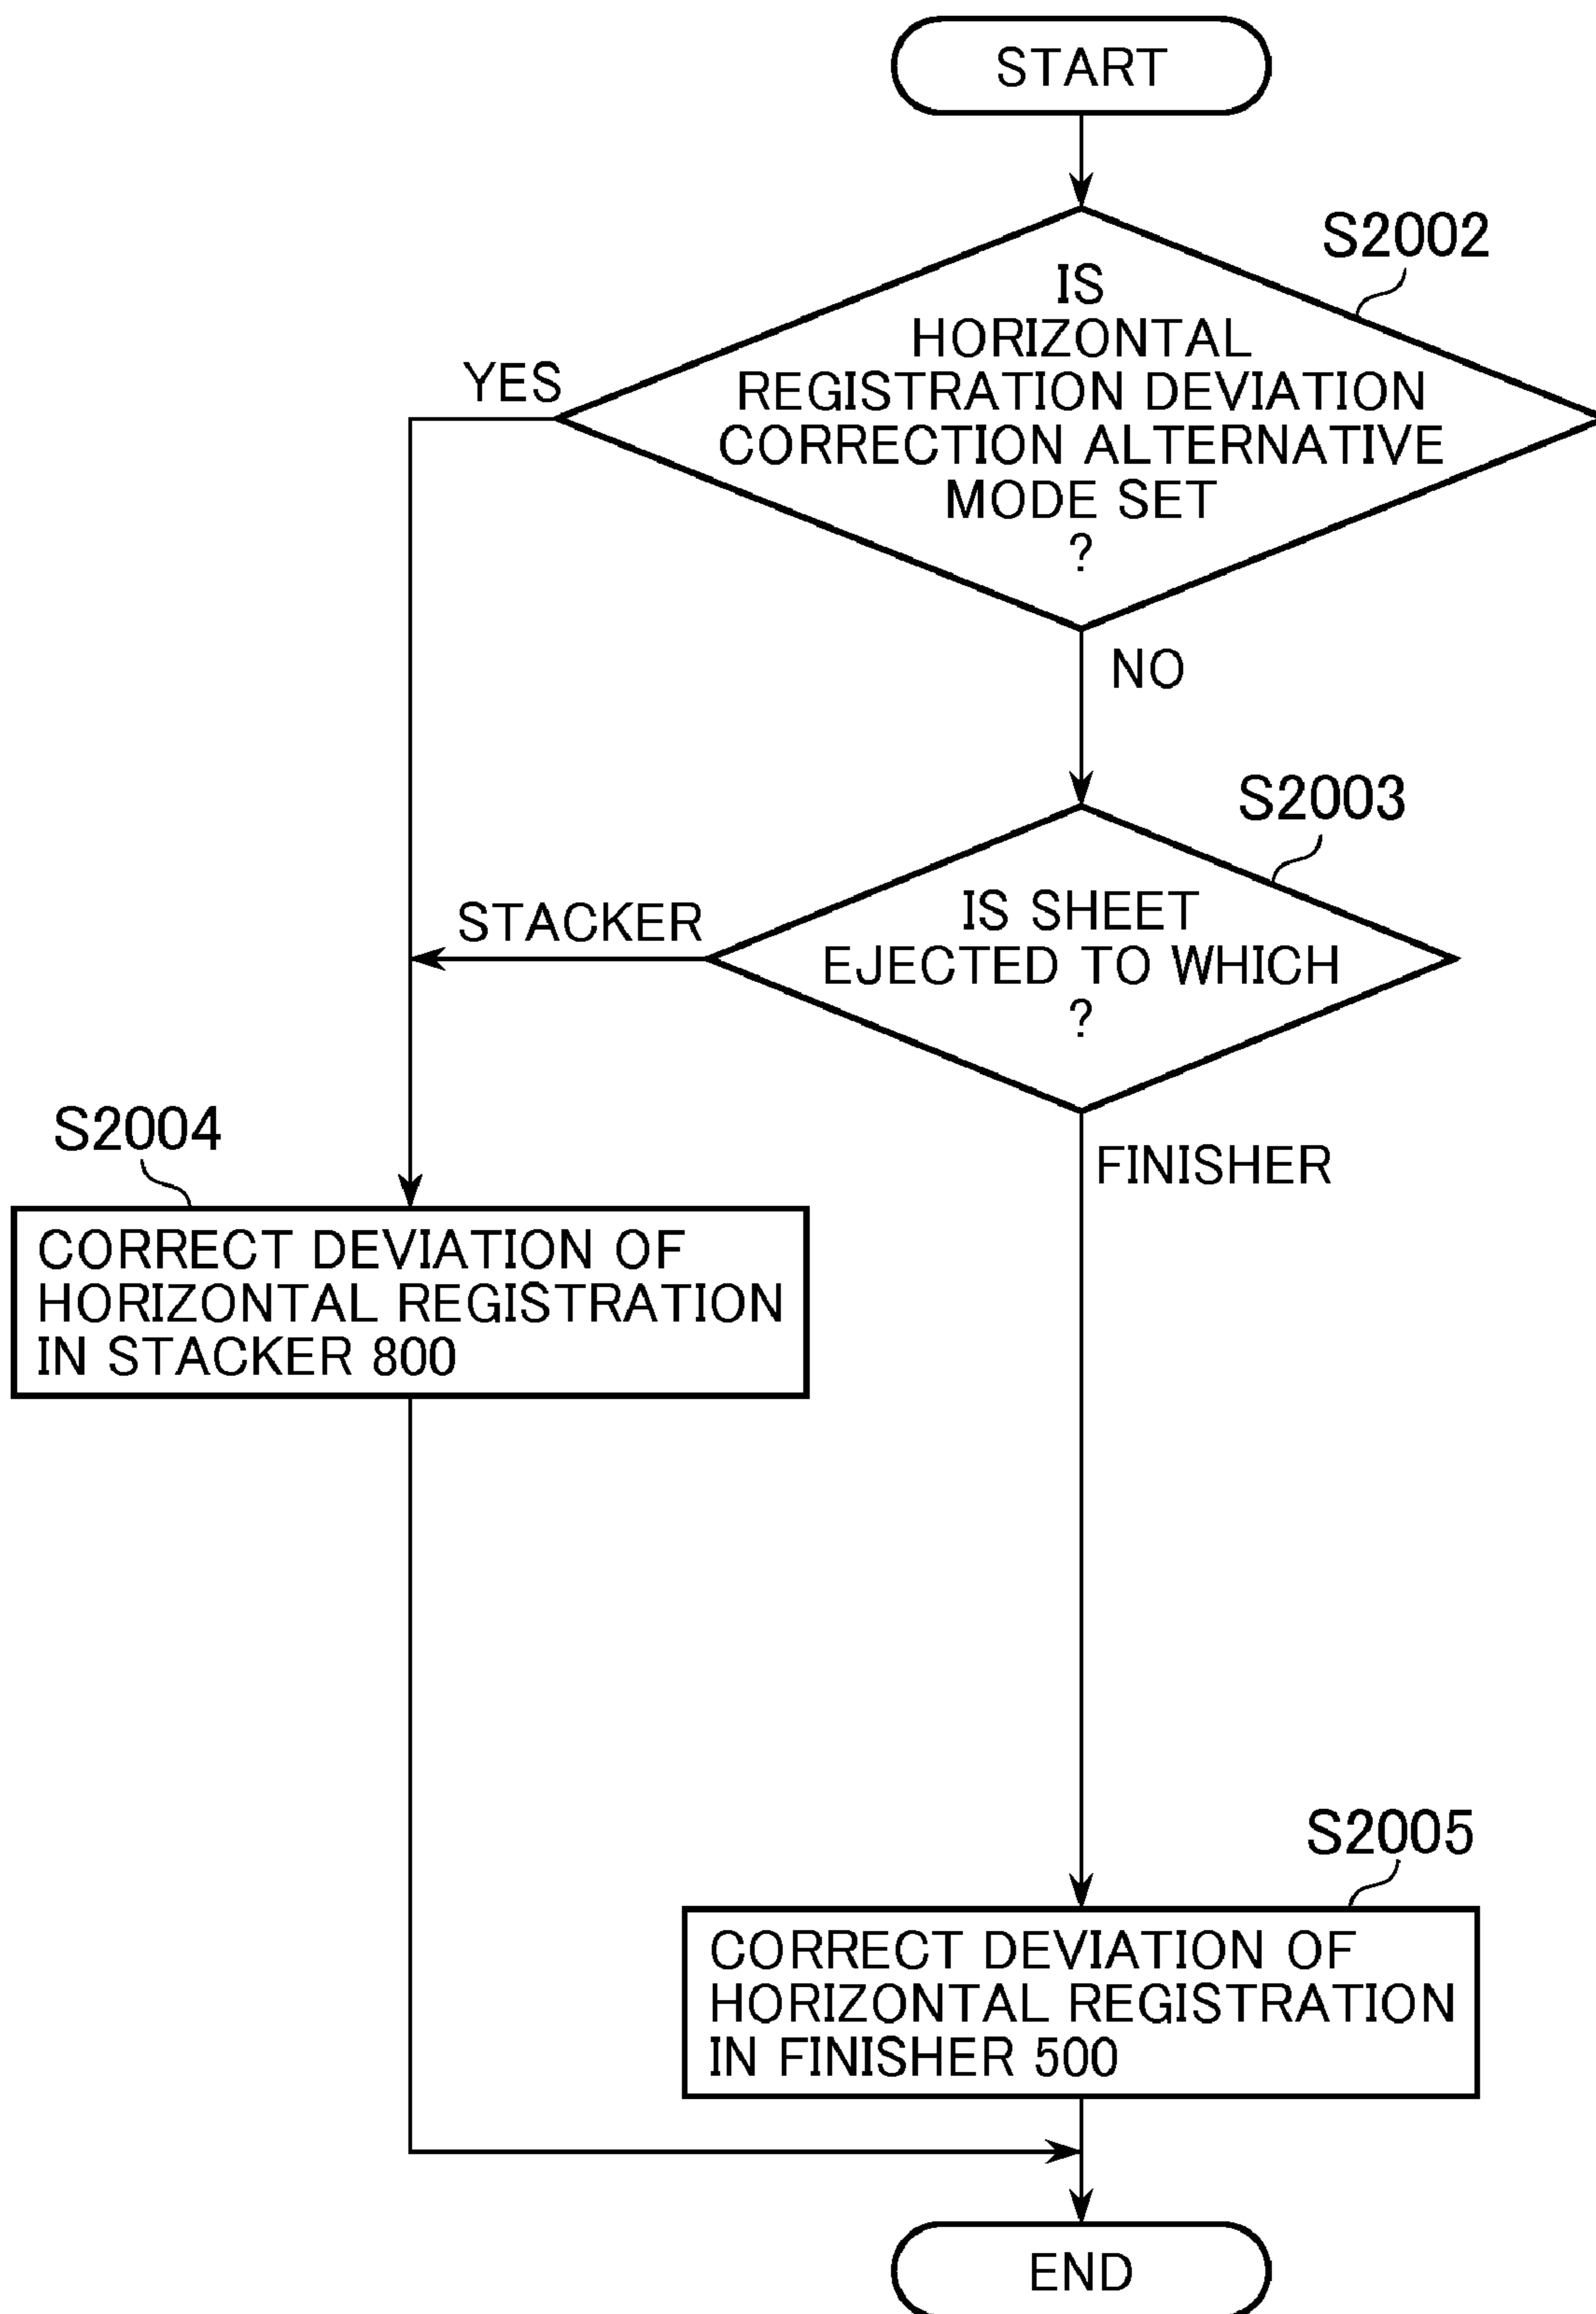 START
S2002
IS
HORIZONTAL
REGISTRATION DEVIATION
CORRECTION ALTERNATIVE
MODE SET
?
YES
NO
S2003
IS SHEET
EJECTED TO WHICH
?
STACKER
FINISHER
S2004
CORRECT DEVIATION OF
HORIZONTAL REGISTRATION
IN STACKER 800
S2005
CORRECT DEVIATION OF
HORIZONTAL REGISTRATION
IN FINISHER 500
END